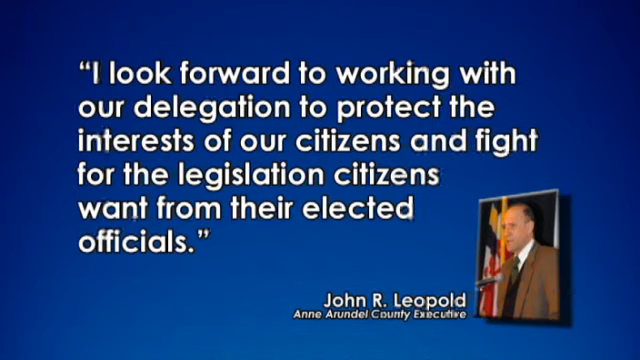 “I look forward to working with
our delegation to protect the
interests of our citizens and fight
for the legislation citizens
want from their elected
officials.”
John R. Leopold
Anne Arundel County Executive